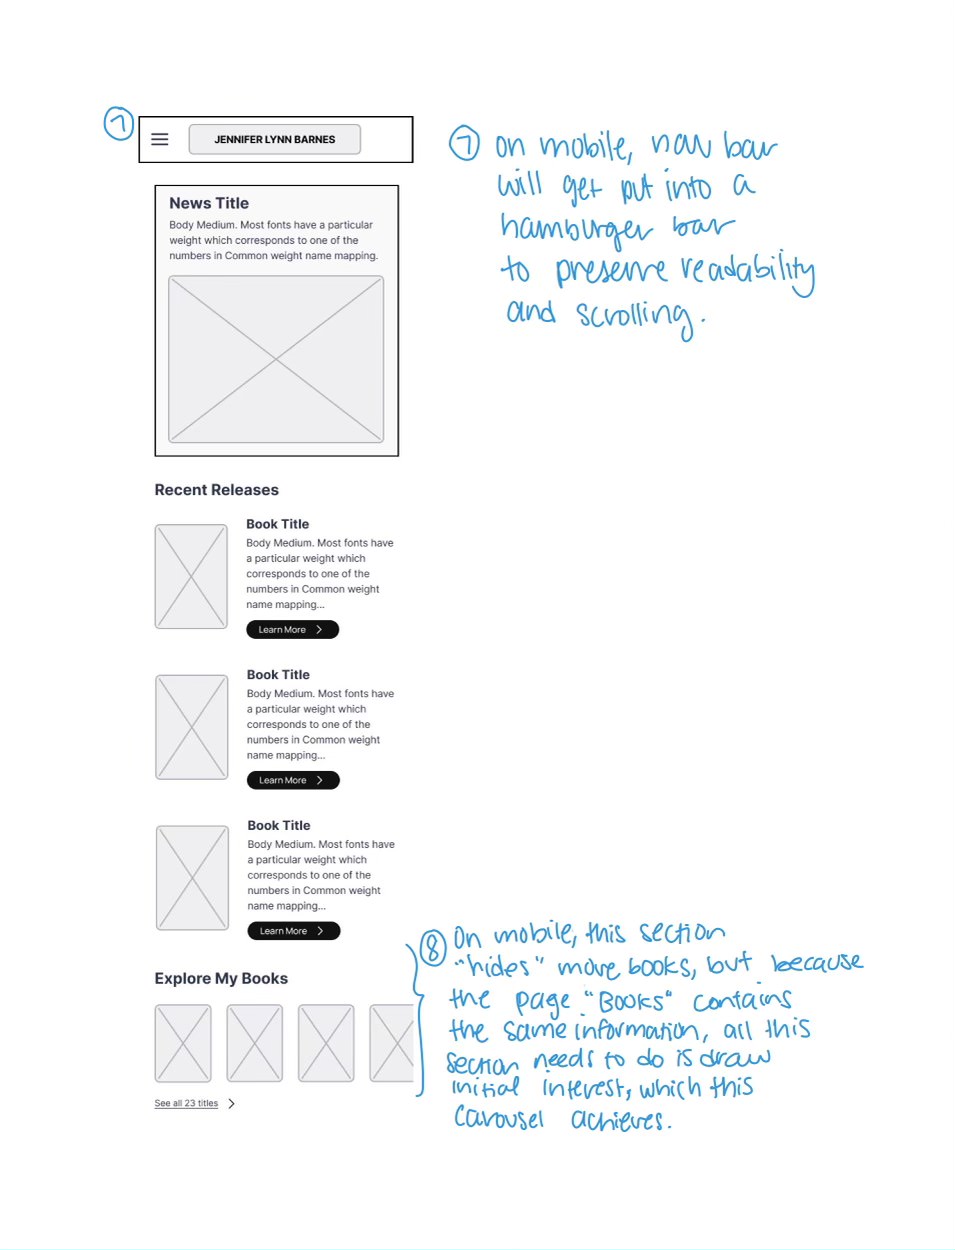 7
JENNIFER LYNN BARNES
7 on mobile, nav bar
will get put into a
hamburger bar
to preserve readability
and scrolling.
News Title
Body Medium. Most fonts have a particular
weight which corresponds to one of the
numbers in Common weight name mapping.
Recent Releases
Book Title
Body Medium. Most fonts have
a particular weight which
corresponds to one of the
numbers in Common weight
name mapping...
Learn More
Book Title
Body Medium. Most fonts have
a particular weight which
corresponds to one of the
numbers in Common weight
name mapping...
Learn More
Book Title
Body Medium. Most fonts have
a particular weight which
corresponds to one of the
numbers in Common weight
name mapping...
Learn More
Explore My Books
See all 23 titles
8 On mobile, this section
"hides" more books, but because
the page "Books" contains
the same information, all this
section needs to do is draw
initial interest, which this
carousel achieves.